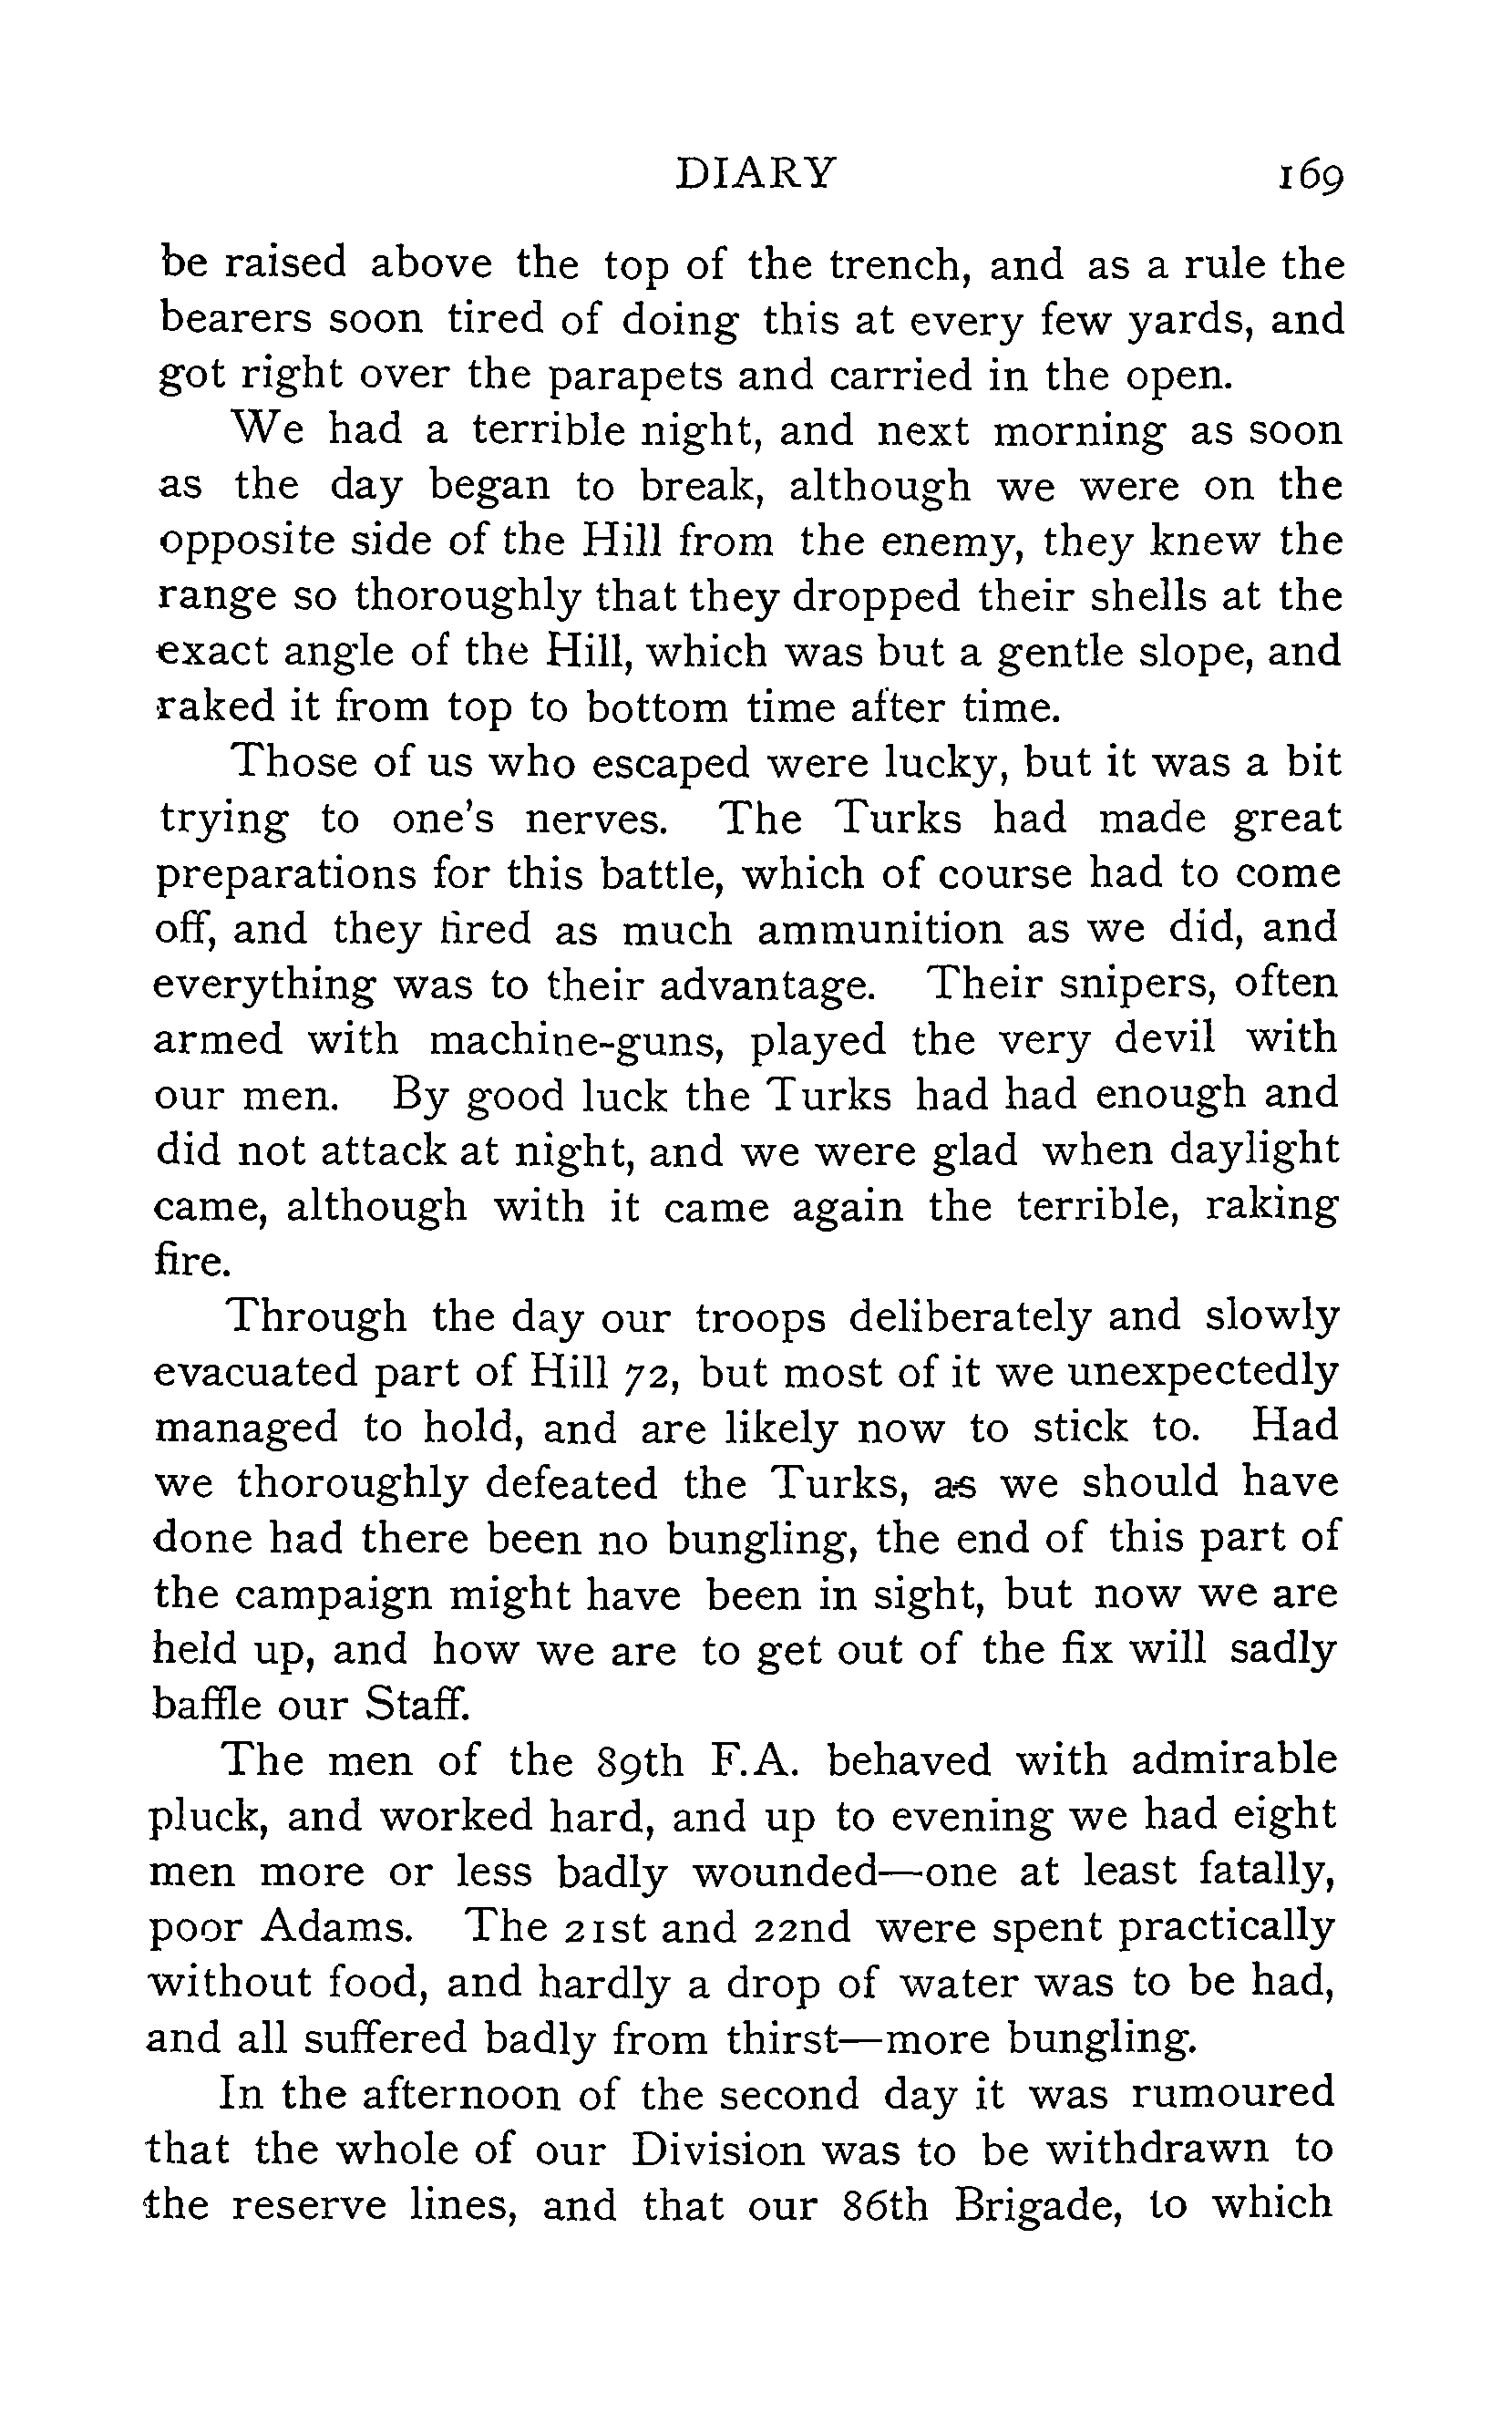 DIARY 169
be raised above the top of the trench, and as a rule the
bearers soon tired of doing this at every few yards, and
got right over the parapets and carried in the open.
We had a terrible night, and next morning as soon
as the day began to break, although we were on the
opposite side of the Hill from the enemy, they knew the
range so thoroughly that they dropped their shells at the
exact angle of the Hill, which was but a gentle slope, and
raked it from top to bottom time after time.
Those of us who escaped were lucky, but it was a bit
trying to one's nerves. The Turks had made great
preparations for this battle, which of course had to come
off, and they fired as much ammunition as we did, and
everything was to their advantage. Their snipers, often
armed with machine-guns, played the very devil with
our men. By good luck the Turks had had enough and
did not attack at night, and we were glad when daylight
came, although with it came again the terrible, raking
fire.
Through the day our troops deliberately and slowly
evacuated part of Hill 72, but most of it we unexpectedly
managed to hold, and are likely now to stick to. Had
we thoroughly defeated the Turks, as we should have
done had there been no bungling, the end of this part of
the campaign might have been in sight, but now we are
held up, and how we are to get out of the fix will sadly
baffle our Staff.
The men of the 89th F.A. behaved with admirable
pluck, and worked hard, and up to evening we had eight
men more or less badly wounded—one at least fatally,
poor Adams. The 21st and 22nd were spent practically
without food, and hardly a drop of water was to be had,
and all suffered badly from thirst—more bungling.
In the afternoon of the second day it was rumoured
that the whole of our Division was to be withdrawn to
the reserve lines, and that our 86th Brigade, to which